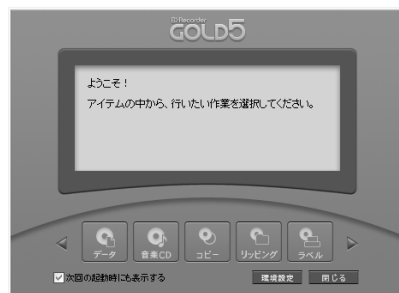 B's Recorder
GOLD5
ようこそ！
アイテムの中から、行いたい作業を選択してください。
データ
音楽CD
コピー
リッピング
ラベル
次回の起動時にも表示する
環境設定
閉じる